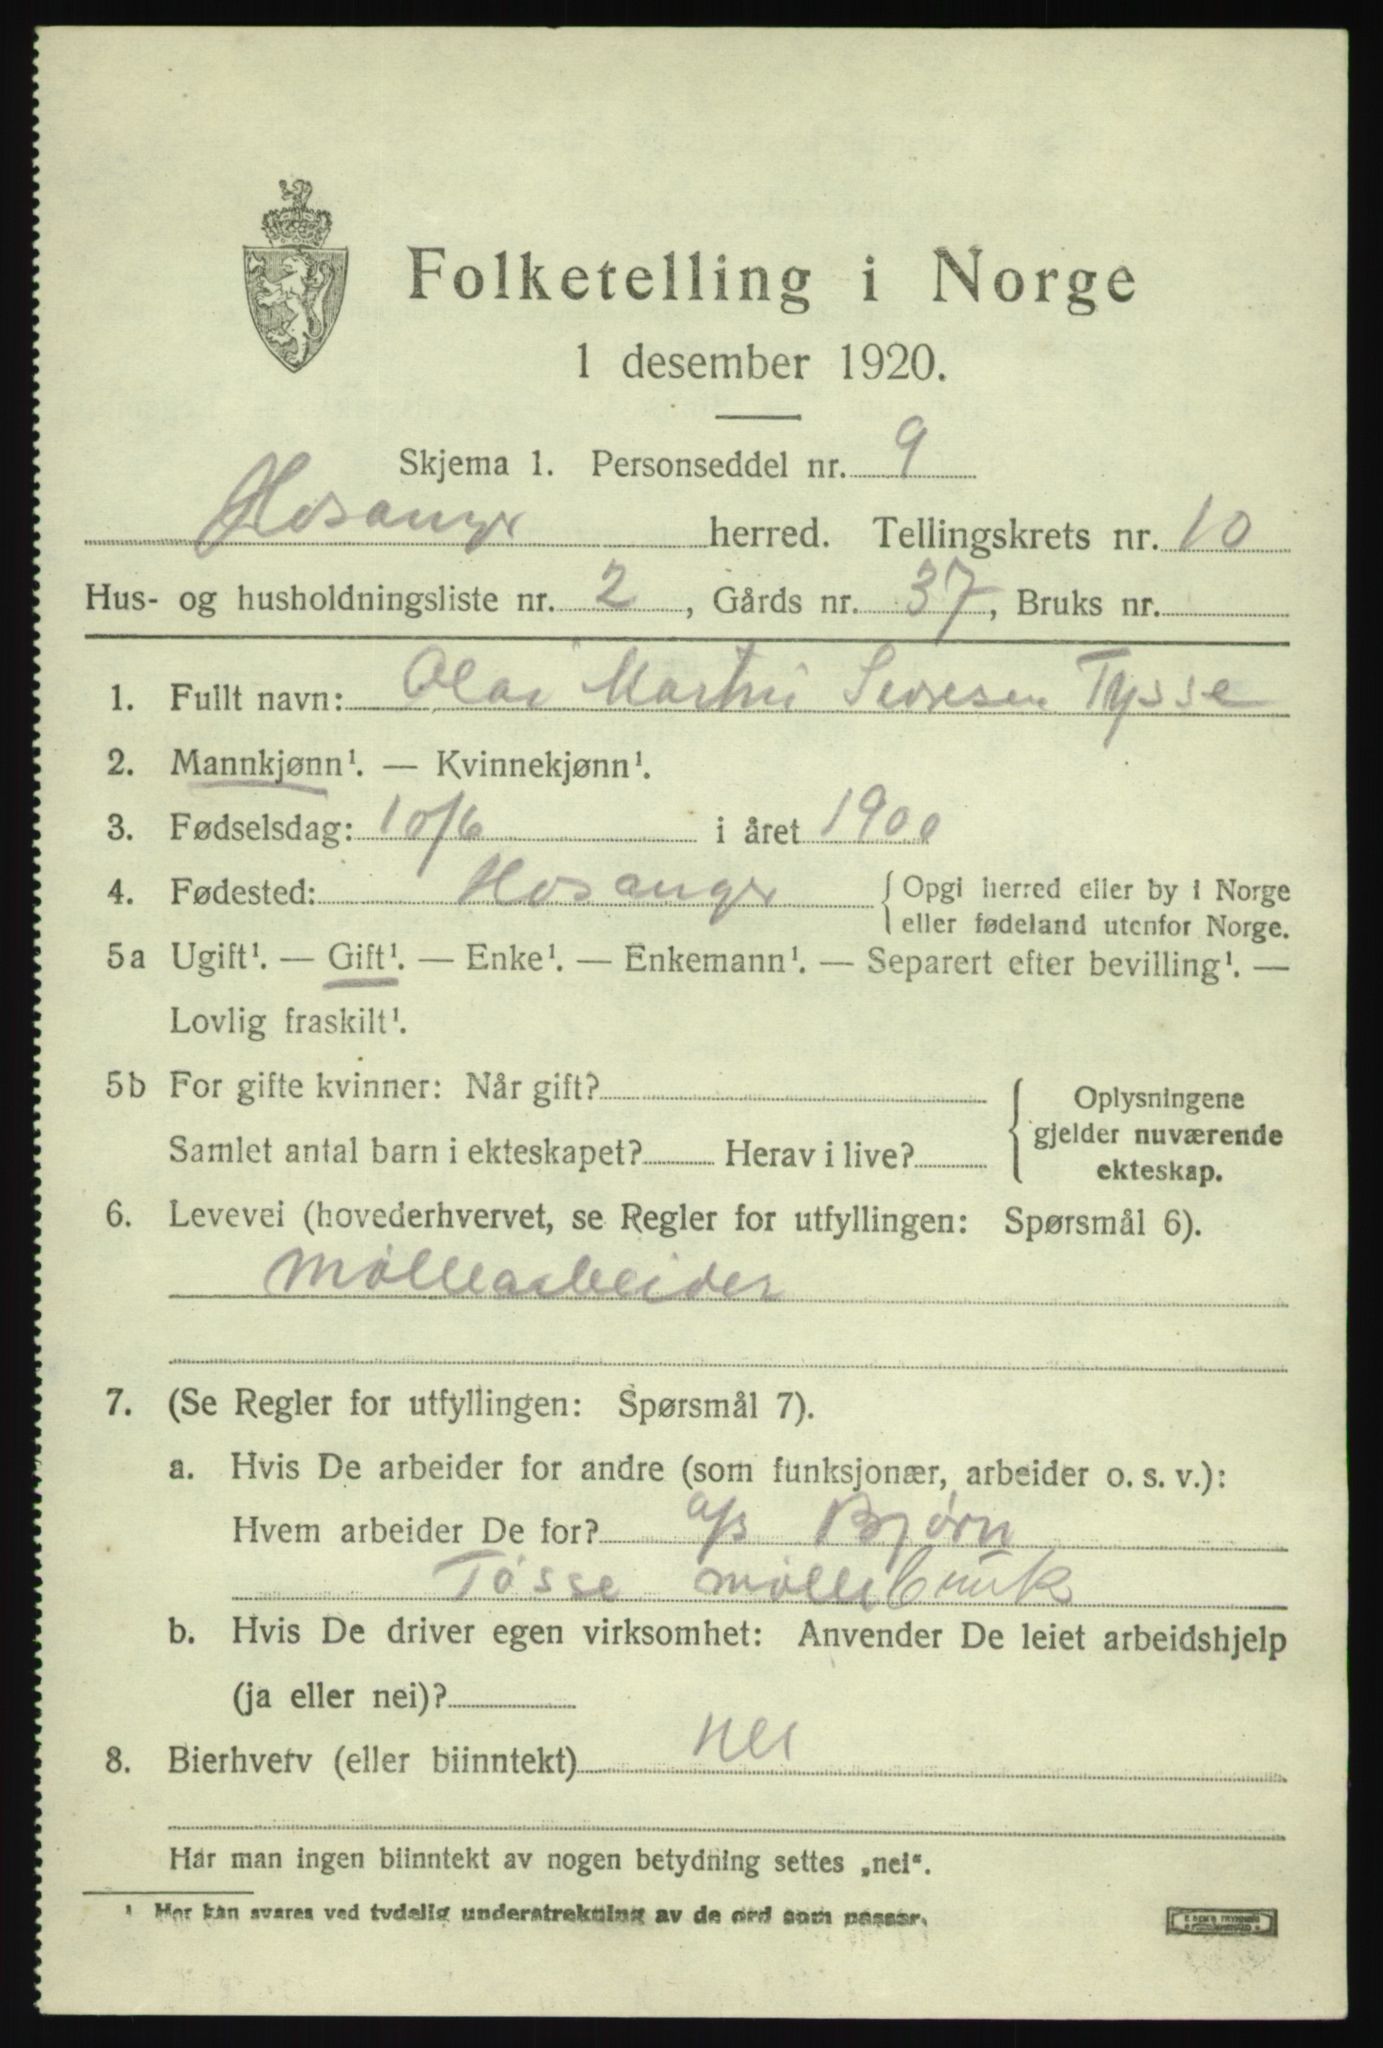 Folketelling i Norge
1 desember 1920.
Skjema 1. Personseddel nr. 9
Hosanger herred. Tellingskrets nr. 10
Hus- og husholdningsliste nr. 2, Gårds nr. 37, Bruks nr.
1. Fullt navn: Olai Martin Tysse
2. Mannkjønn¹. — Kvinnekjønn¹.
3. Fødselsdag: 10/6 i året 1900
4. Fødested: Hosanger { Opgi herred eller by i Norge
eller fødeland utenfor Norge.
5a Ugift¹. — Gift¹. — Enke¹. — Enkemann¹. — Separert efter bevilling¹. —
Lovlig fraskilt¹.
5b For gifte kvinner: Når gift?
Samlet antal barn i ekteskapet? Herav i live?
{ Oplysningene
gjelder nuværende
ekteskap.
6. Levevei (hovederhvervet, se Regler for utfyllingen: Spørsmål 6).
Møllearbeider
7. (Se Regler for utfyllingen: Spørsmål 7).
a. Hvis De arbeider for andre (som funksjonær, arbeider o. s. v.):
Hvem arbeider De for? a/s Bjørn
Tøsse møllebruk
b. Hvis De driver egen virksomhet: Anvender De leiet arbeidshjelp
(ja eller nei)?
8. Bierhverv (eller biinntekt) nei
Har man ingen biinntekt av nogen betydning settes „nei“.
¹ Her kan svares ved tydelig understrekning av de ord som passer.